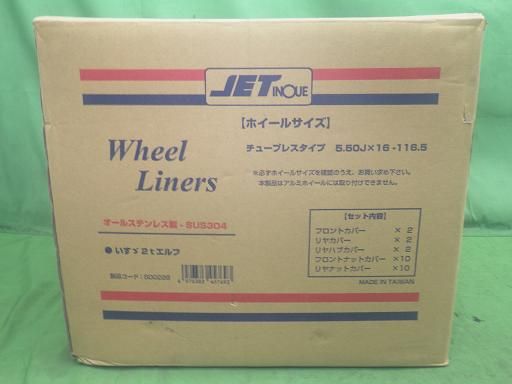 JET INOUE
【ホイールサイズ】
チューブレスタイプ 5.50J×16-116.5
※必ずホイールサイズを確認のうえ、お買い求め下さい。
本製品はアルミホイールには取り付けできません。
Wheel
Liners
オールステンレス製-SUS304
●いすゞ2tエルフ
【セット内容】
フロントカバー ×2
リヤカバー ×2
リヤハブカバー ×2
フロントナットカバー ×10
リヤナットカバー ×10
製品コード:500226
MADE IN TAIWAN